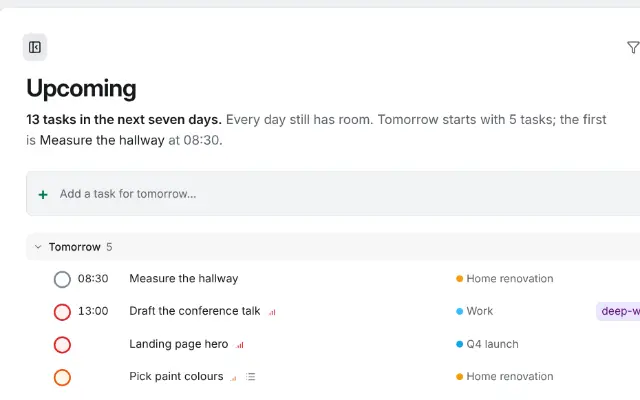 Upcoming
13 tasks in the next seven days. Every day still has room. Tomorrow starts with 5 tasks; the first
is Measure the hallway at 08:30.
Add a task for tomorrow...
Tomorrow 5
08:30 Measure the hallway Home renovation
13:00 Draft the conference talk Work deep-w
Landing page hero Q4 launch
Pick paint colours Home renovation